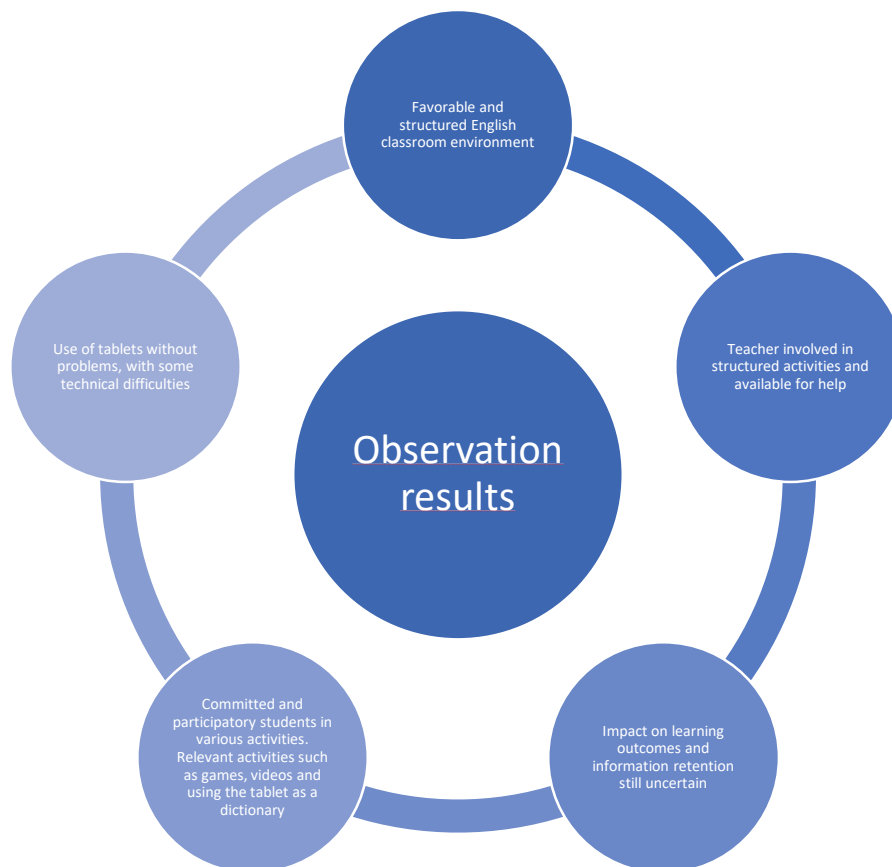 Favorable and
structured English
classroom environment
Teacher involved in
structured activities and
available for help
Impact on learning
outcomes and
information retention
still uncertain
Committed and
participatory students in
various activities.
Relevant activities such
as games, videos and
using the tablet as a
dictionary
Use of tablets without
problems, with some
technical difficulties
Observation
results